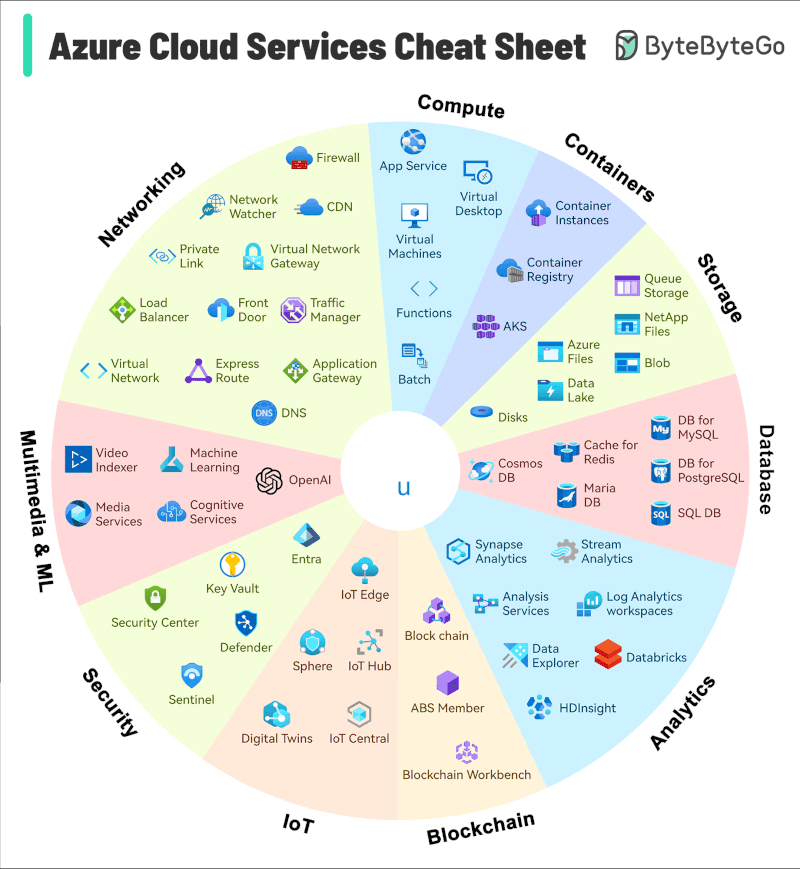 Azure Cloud Services Cheat Sheet
ByteByteGo
Compute
App Service
Virtual
Desktop
Virtual
Machines
Functions
Batch
Containers
Container
Instances
Container
Registry
AKS
Storage
Queue
Storage
NetApp
Files
Azure
Files
Blob
Data
Lake
Disks
Database
DB for
MySQL
My
Cache for
Redis
Cosmos
DB
DB for
PostgreSQL
Maria
DB
SQL DB
SQL
Analytics
Synapse
Analytics
Stream
Analytics
Analysis
Services
Log Analytics
workspaces
Data
Explorer
Databricks
HDInsight
Blockchain
Block chain
ABS Member
Blockchain Workbench
IoT
IoT Edge
Sphere
IoT Hub
Digital Twins
IoT Central
Security
Entra
Key Vault
Security Center
Defender
Sentinel
Multimedia & ML
Video
Indexer
Machine
Learning
OpenAI
Media
Services
Cognitive
Services
Networking
Firewall
Network
Watcher
CDN
Private
Link
Virtual Network
Gateway
Load
Balancer
Front
Door
Traffic
Manager
Virtual
Network
Express
Route
Application
Gateway
DNS
DNS
u